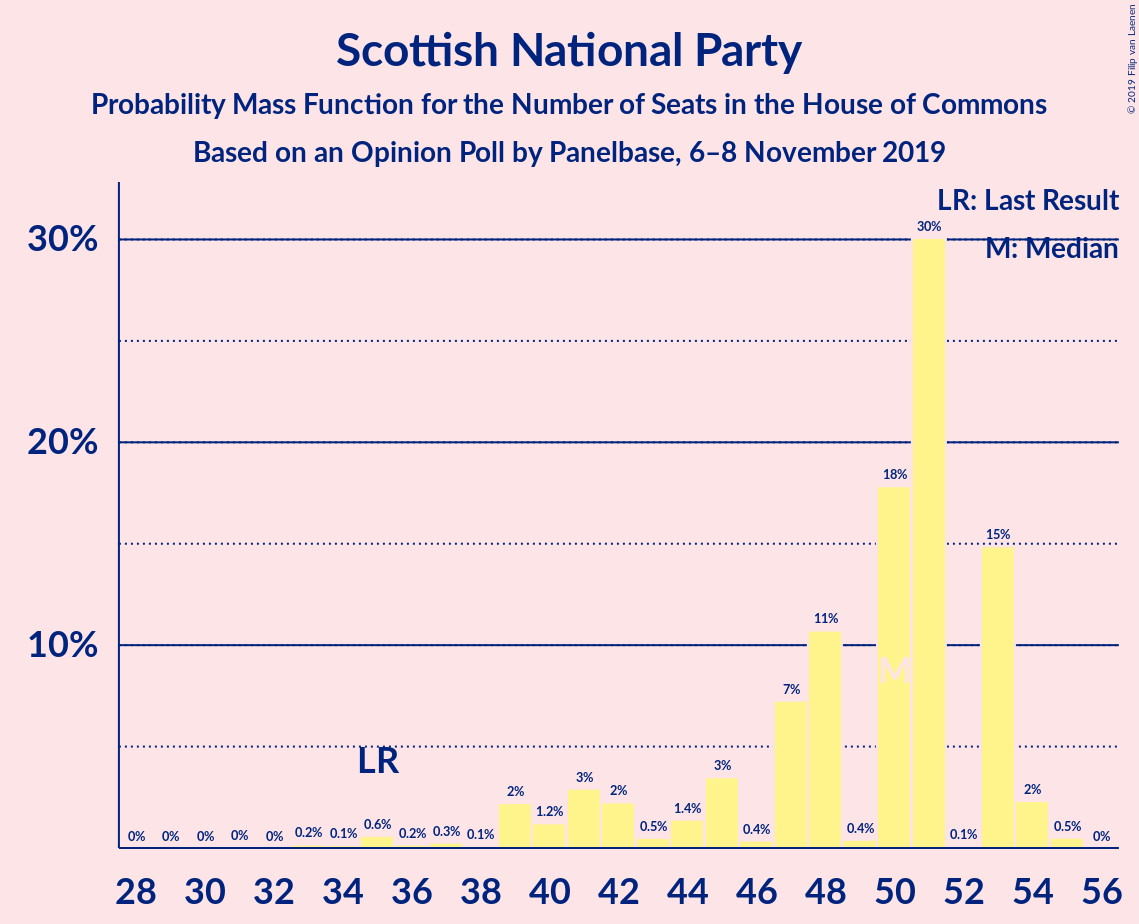 Scottish National Party
Probability Mass Function for the Number of Seats in the House of Commons
Based on an Opinion Poll by Panelbase, 6–8 November 2019
© 2019 Filip van Laenen
LR: Last Result
M: Median
30%
20%
10%
0% 0% 0% 0% 0% 0.2% 0.1% 0.6% 0.2% 0.3% 0.1% 2% 1.2% 3% 2% 0.5% 1.4% 3% 0.4% 7% 11% 0.4% 18% 30% 0.1% 15% 2% 0.5% 0%
LR
M
28 30 32 34 36 38 40 42 44 46 48 50 52 54 56